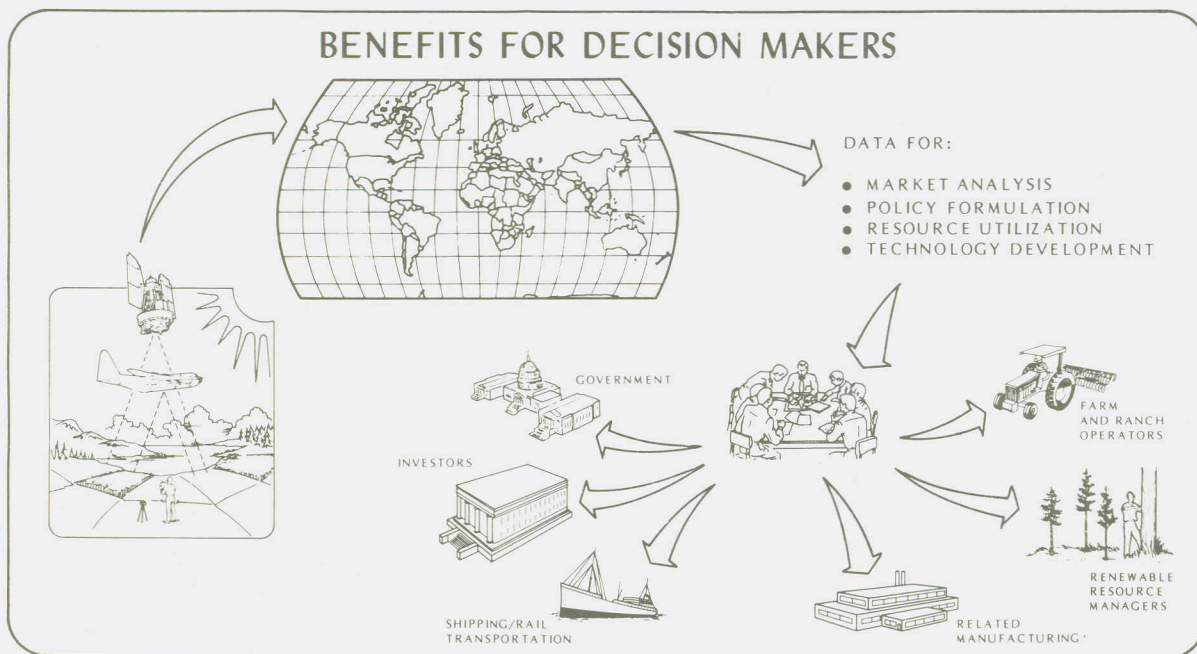 BENEFITS FOR DECISION MAKERS
DATA FOR:
● MARKET ANALYSIS
● POLICY FORMULATION
● RESOURCE UTILIZATION
● TECHNOLOGY DEVELOPMENT
GOVERNMENT
INVESTORS
SHIPPING/RAIL
TRANSPORTATION
RELATED
MANUFACTURING
FARM
AND RANCH
OPERATORS
RENEWABLE
RESOURCE
MANAGERS